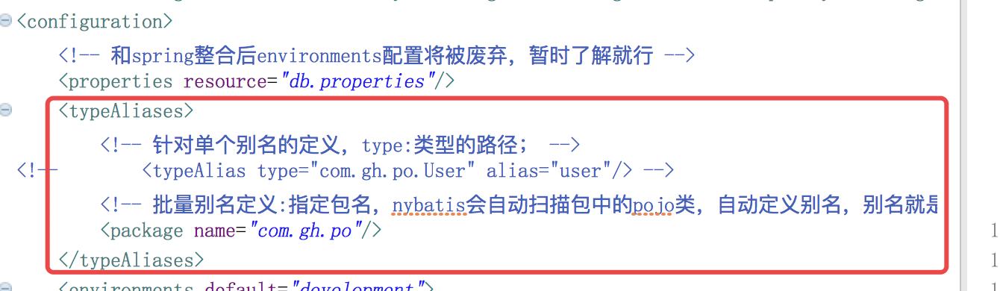 <configuration>
<!-- 和spring整合后environments配置将被废弃，暂时了解就行 -->
<properties resource="db.properties"/>
<typeAliases>
<!-- 针对单个别名的定义，type:类型的路径； -->
<!-- <typeAlias type="com.gh.po.User" alias="user"/> -->
<!-- 批量别名定义:指定包名，nybatis会自动扫描包中的pojo类，自动定义别名，别名就是
<package name="com.gh.po"/>
1
</typeAliases>
1
<environments default="development">